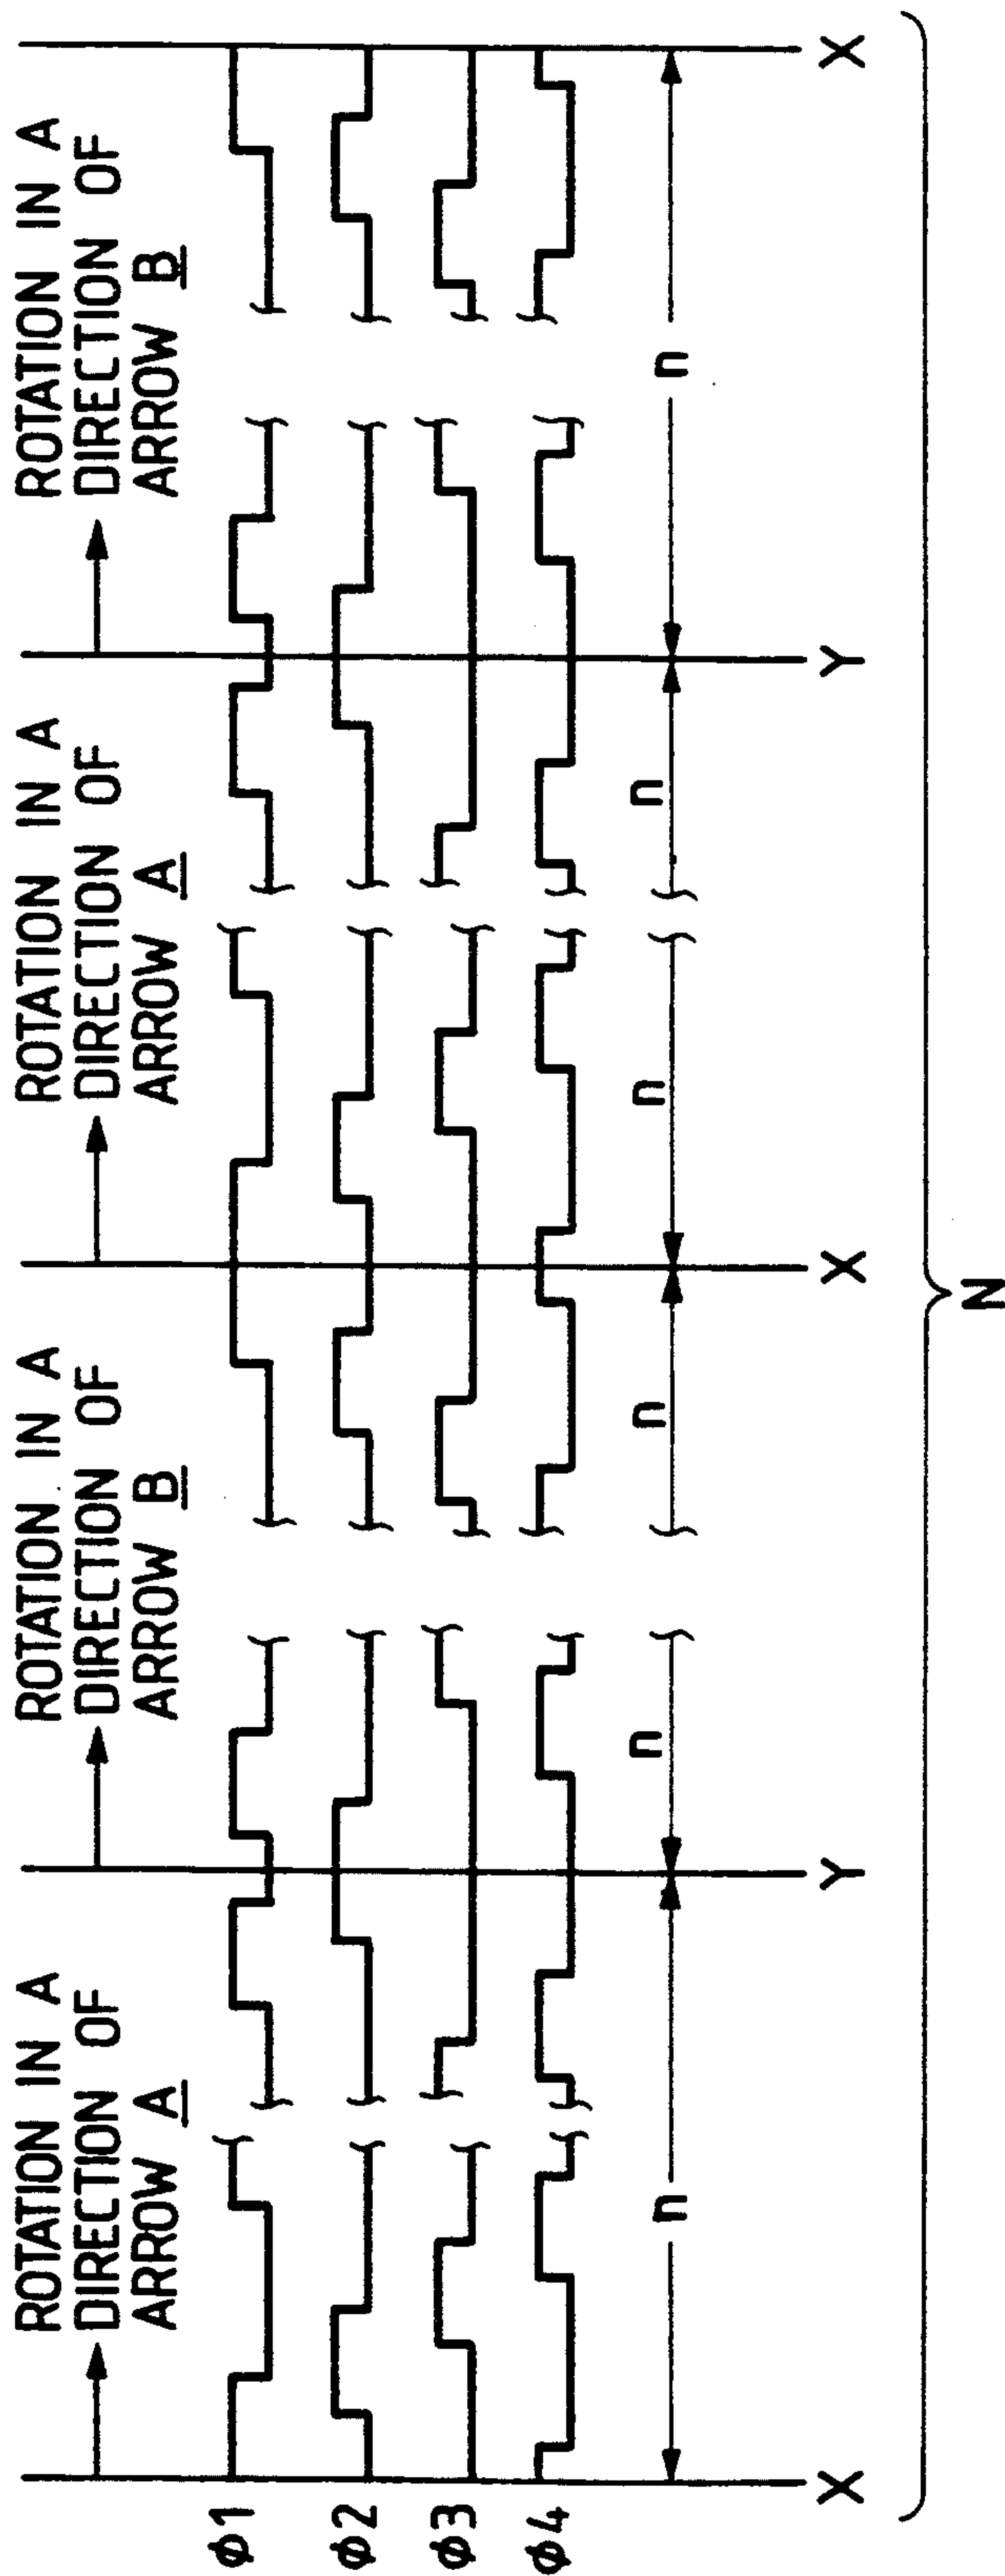 ROTATION IN A
DIRECTION OF
ARROW A
ROTATION IN A
DIRECTION OF
ARROW B
ROTATION IN A
DIRECTION OF
ARROW A
ROTATION IN A
DIRECTION OF
ARROW B
φ1
φ2
φ3
φ4
n
n
n
n
n
n
X
Y
X
Y
X
N